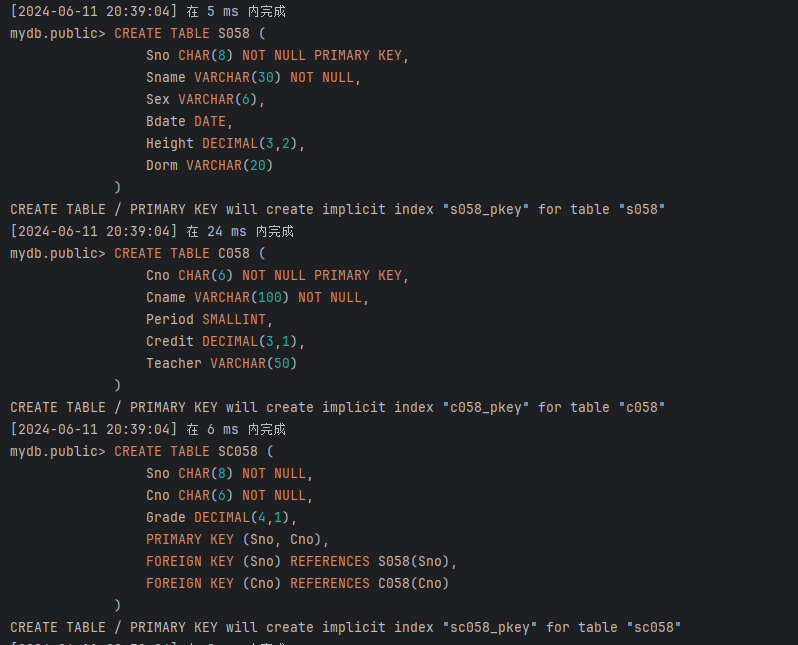 [2024-06-11 20:39:04] 在 5 ms 内完成
mydb.public> CREATE TABLE S058 (
Sno CHAR(8) NOT NULL PRIMARY KEY,
Sname VARCHAR(30) NOT NULL,
Sex VARCHAR(6),
Bdate DATE,
Height DECIMAL(3,2),
Dorm VARCHAR(20)
)
CREATE TABLE / PRIMARY KEY will create implicit index "s058_pkey" for table "s058"
[2024-06-11 20:39:04] 在 24 ms 内完成
mydb.public> CREATE TABLE C058 (
Cno CHAR(6) NOT NULL PRIMARY KEY,
Cname VARCHAR(100) NOT NULL,
Period SMALLINT,
Credit DECIMAL(3,1),
Teacher VARCHAR(50)
)
CREATE TABLE / PRIMARY KEY will create implicit index "c058_pkey" for table "c058"
[2024-06-11 20:39:04] 在 6 ms 内完成
mydb.public> CREATE TABLE SC058 (
Sno CHAR(8) NOT NULL,
Cno CHAR(6) NOT NULL,
Grade DECIMAL(4,1),
PRIMARY KEY (Sno, Cno),
FOREIGN KEY (Sno) REFERENCES S058(Sno),
FOREIGN KEY (Cno) REFERENCES C058(Cno)
)
CREATE TABLE / PRIMARY KEY will create implicit index "sc058_pkey" for table "sc058"